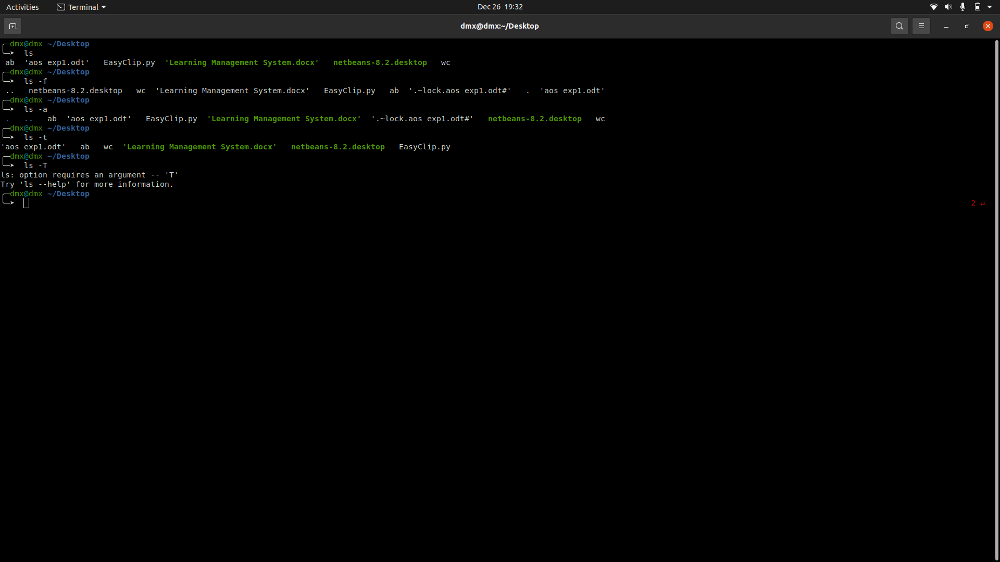 Activities Terminal Dec 26 19:32
dmx@dmx:~/Desktop
dmx@dmx ~/Desktop
ls
ab 'aos exp1.odt' EasyClip.py 'Learning Management System.docx' netbeans-8.2.desktop wc
dmx@dmx ~/Desktop
ls -f
.. netbeans-8.2.desktop wc 'Learning Management System.docx' EasyClip.py ab '.~lock.aos exp1.odt#' . 'aos exp1.odt'
dmx@dmx ~/Desktop
ls -a
. .. ab 'aos exp1.odt' EasyClip.py 'Learning Management System.docx' '.~lock.aos exp1.odt#' netbeans-8.2.desktop wc
dmx@dmx ~/Desktop
ls -t
'aos exp1.odt' ab wc 'Learning Management System.docx' netbeans-8.2.desktop EasyClip.py
dmx@dmx ~/Desktop
ls -T
ls: option requires an argument -- 'T'
Try 'ls --help' for more information.
dmx@dmx ~/Desktop
2 ↵